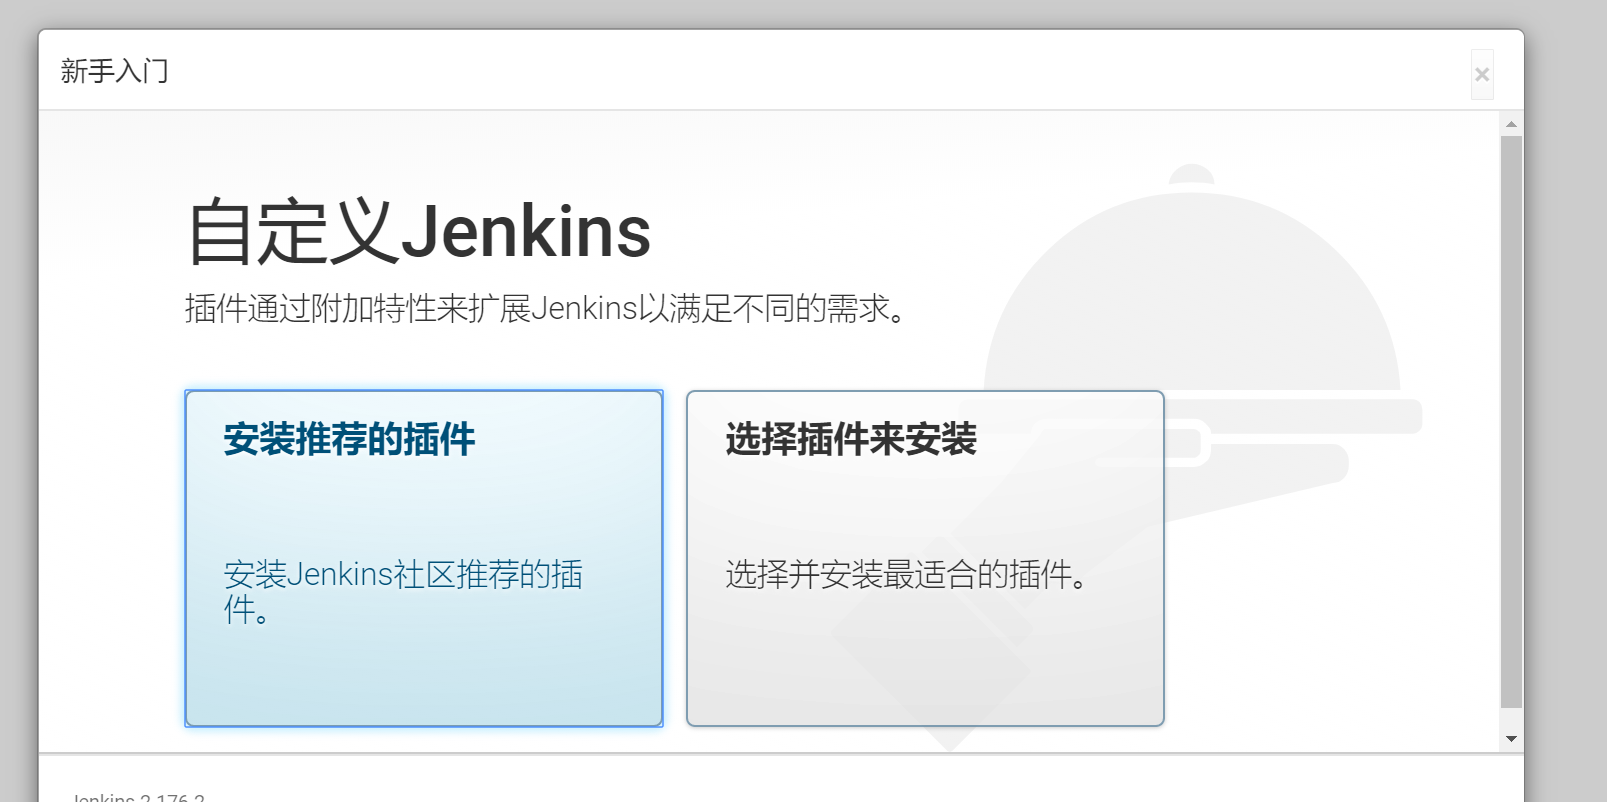 新手入门
×
自定义Jenkins
插件通过附加特性来扩展Jenkins以满足不同的需求。
安装推荐的插件
安装Jenkins社区推荐的插
件。
选择插件来安装
选择并安装最适合的插件。
Jenkins 2.176.2